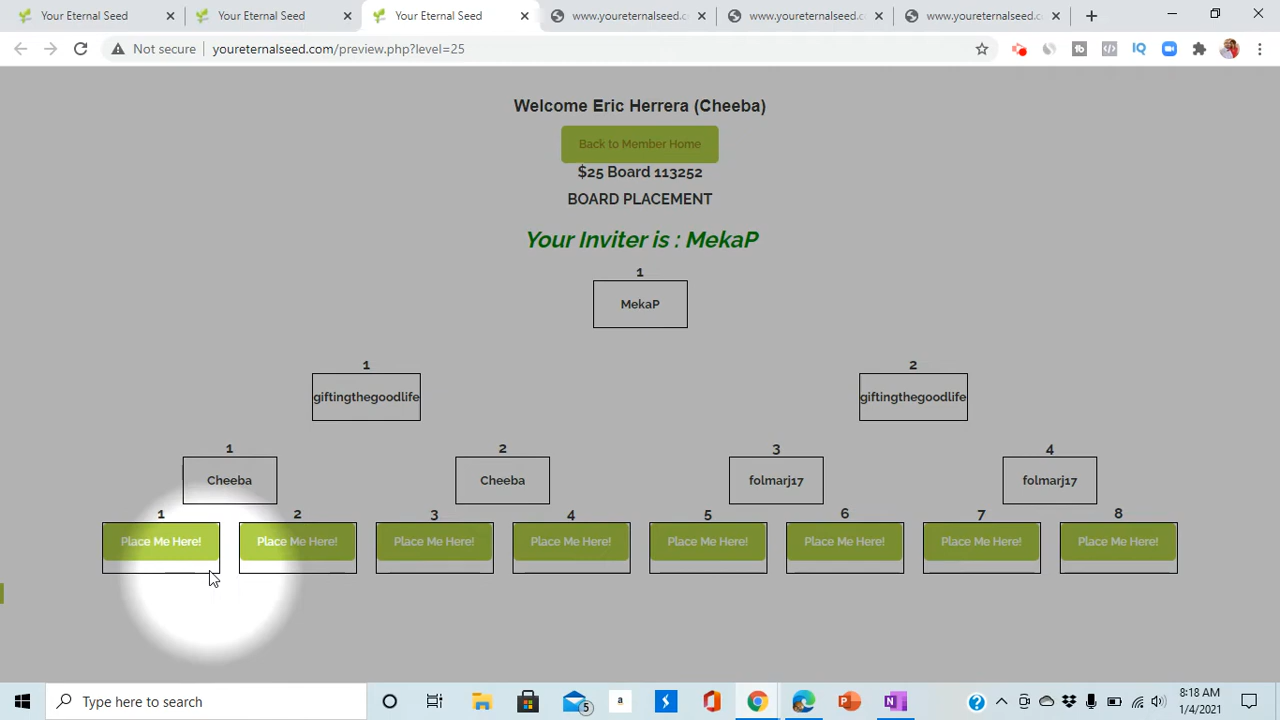 Your Eternal Seed
Your Eternal Seed
Your Eternal Seed
www.youreternalseed.c
www.youreternalseed.co
www.youreternalseed.co
Not secure
youreternalseed.com/preview.php?level=25
IQ
Welcome Eric Herrera (Cheeba)
Back to Member Home
$25 Board 113252
BOARD PLACEMENT
Your Inviter is : MekaP
1
MekaP
1
2
giftingthegoodlife
giftingthegoodlife
1
2
3
4
Cheeba
Cheeba
folmarj17
folmarj17
1
2
3
4
5
6
7
8
Place Me Here!
Place Me Here!
Place Me Here!
Place Me Here!
Place Me Here!
Place Me Here!
Place Me Here!
Place Me Here!
Type here to search
5
a
8:18 AM
1/4/2021